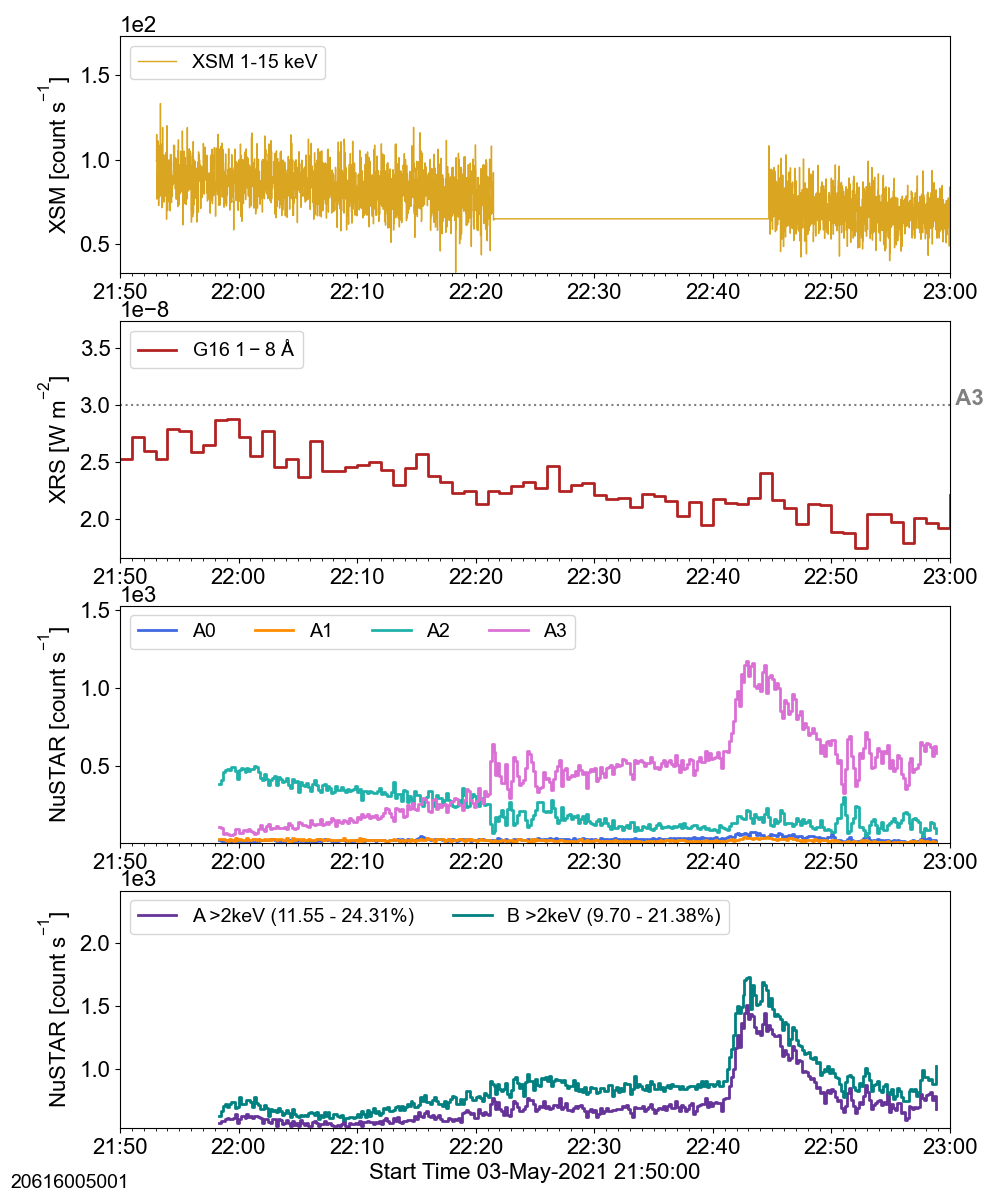 1e2
XSM 1-15 keV
1.5
1.0
0.5
XSM [count s⁻¹]
21:50 22:00 22:10 22:20 22:30 22:40 22:50 23:00
1e−8
G16 1 − 8 Å
3.5
3.0
2.5
2.0
A3
XRS [W m⁻²]
21:50 22:00 22:10 22:20 22:30 22:40 22:50 23:00
1e3
1.5
A0 A1 A2 A3
1.0
0.5
NuSTAR [count s⁻¹]
21:50 22:00 22:10 22:20 22:30 22:40 22:50 23:00
1e3
A >2keV (11.55 - 24.31%) B >2keV (9.70 - 21.38%)
2.0
1.5
1.0
NuSTAR [count s⁻¹]
21:50 22:00 22:10 22:20 22:30 22:40 22:50 23:00
Start Time 03-May-2021 21:50:00
20616005001